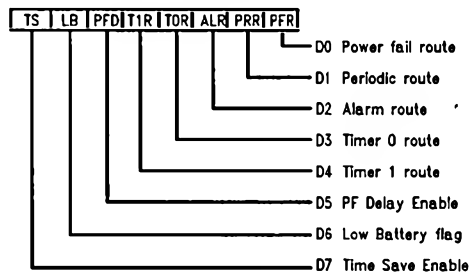 TS LB PFD T1R T0R ALR PRR PFR
D0 Power fail route
D1 Periodic route
D2 Alarm route
D3 Timer 0 route
D4 Timer 1 route
D5 PF Delay Enable
D6 Low Battery flag
D7 Time Save Enable